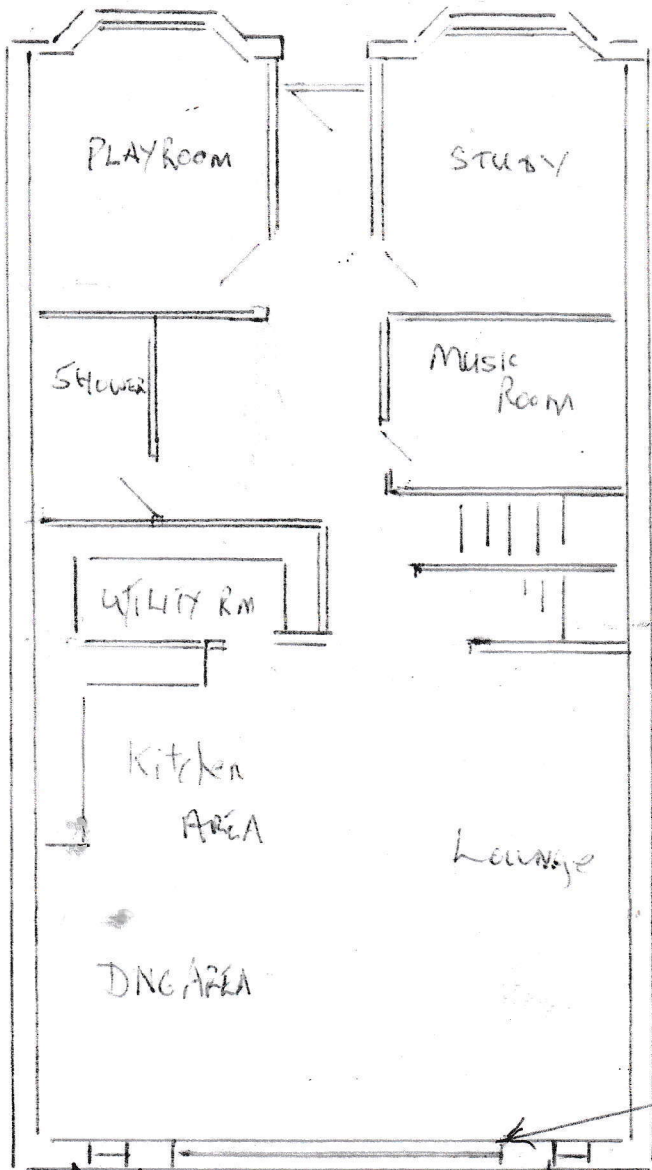 PLAYROOM
STUDY
SHOWER
MUSIC
ROOM
UTILITY RM
Kitchen
AREA
Lounge
DNG AREA